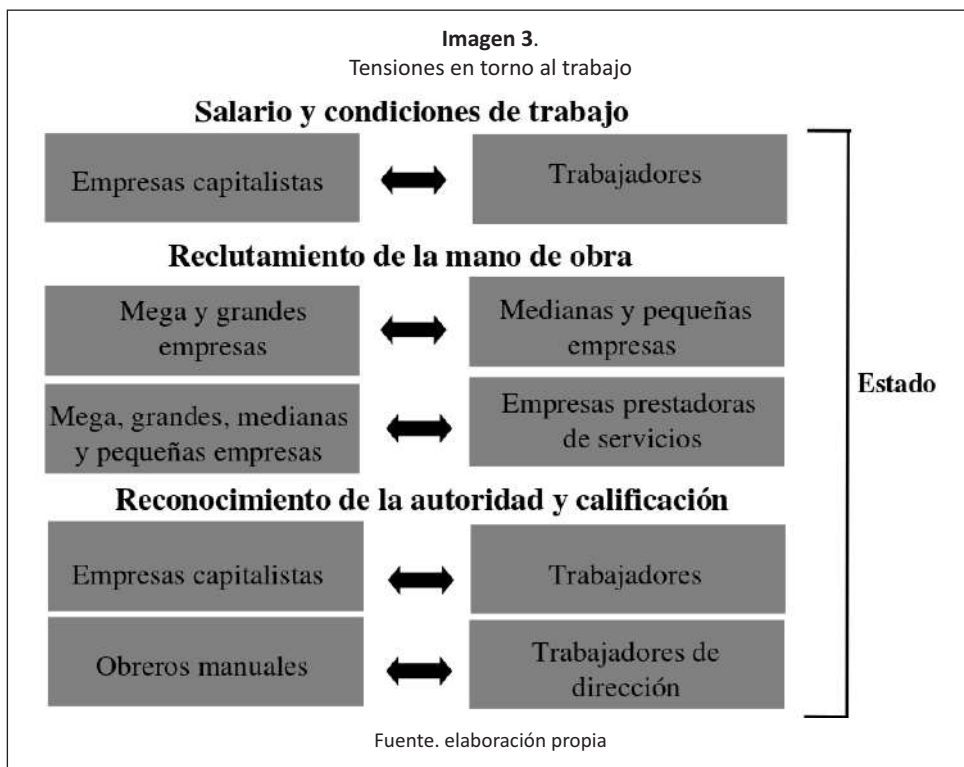 Imagen 3.
Tensiones en torno al trabajo
Salario y condiciones de trabajo
Empresas capitalistas
Trabajadores
Reclutamiento de la mano de obra
Mega y grandes
empresas
Medianas y pequeñas
empresas
Mega, grandes, medianas
y pequeñas empresas
Empresas prestadoras
de servicios
Reconocimiento de la autoridad y calificación
Empresas capitalistas
Trabajadores
Obreros manuales
Trabajadores de
dirección
Estado
Fuente. elaboración propia